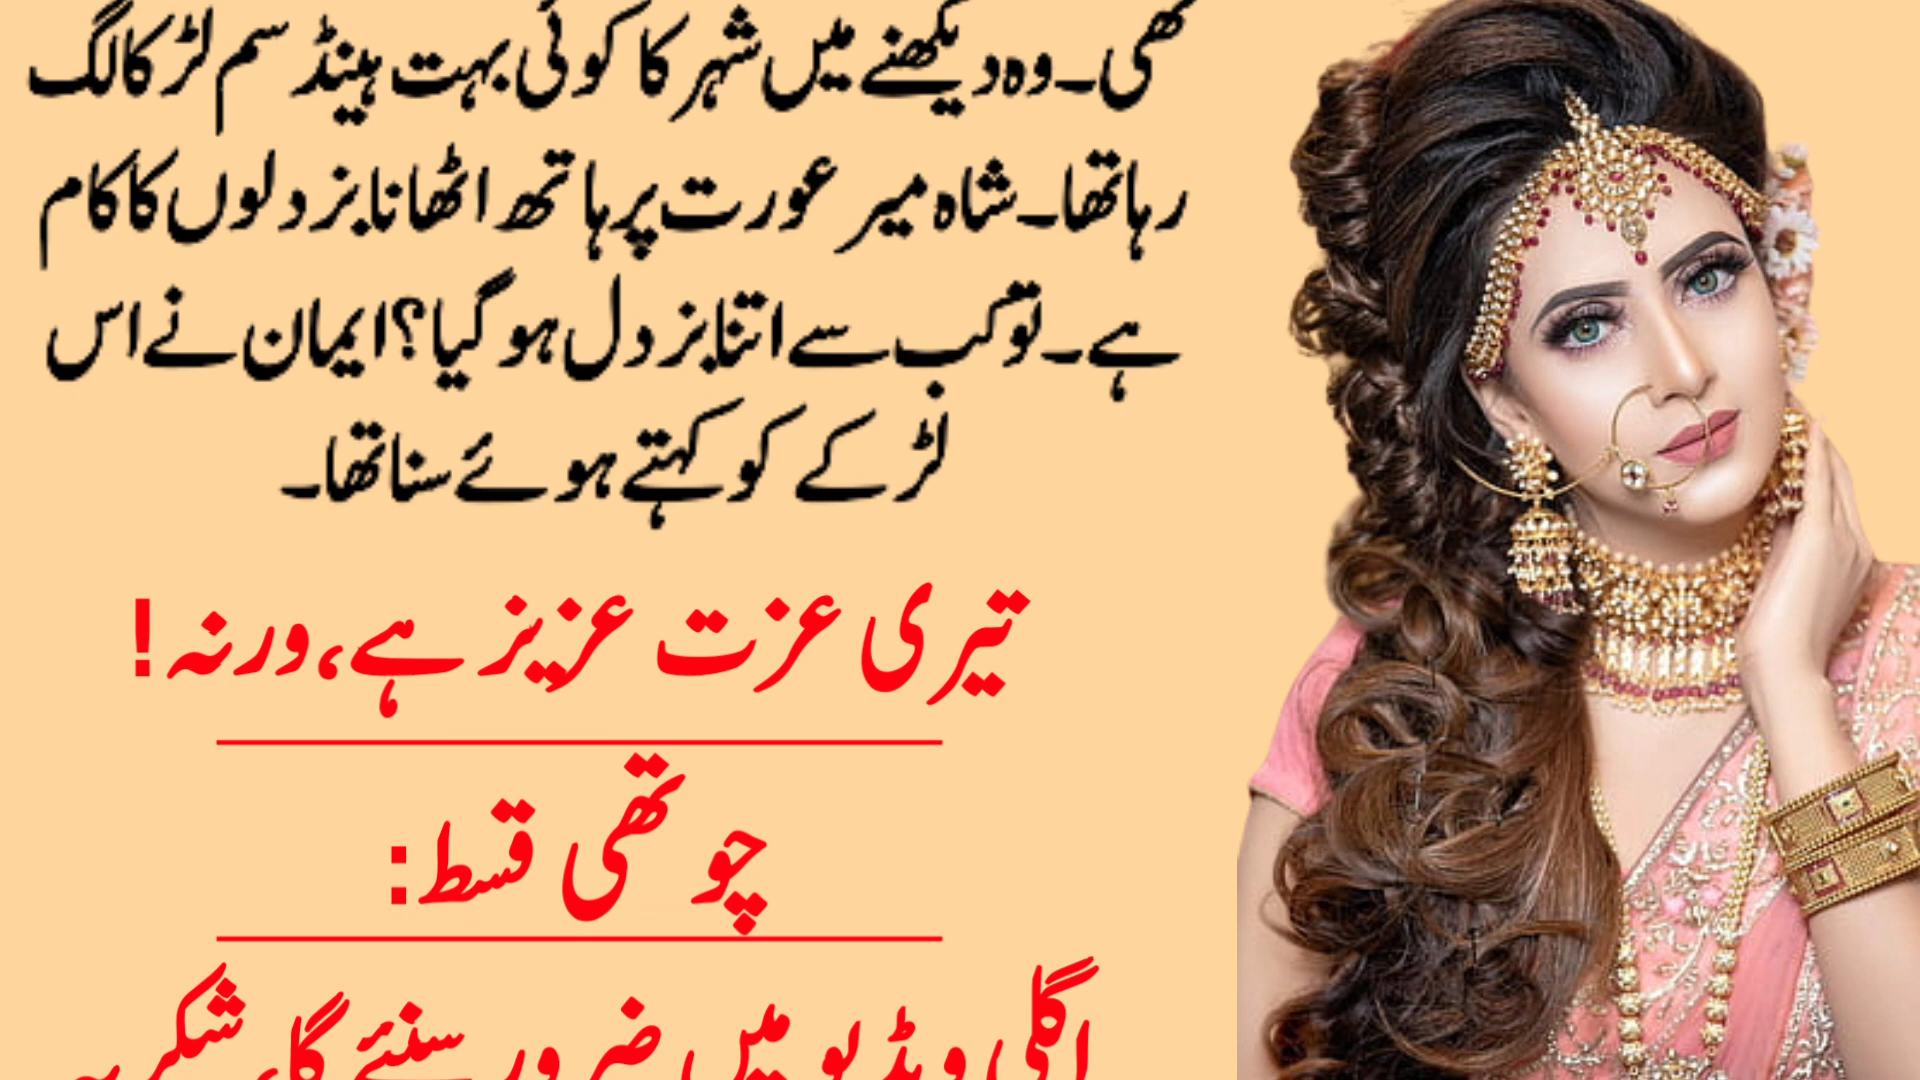 تھی۔ وہ دیکھنے میں شہر کا کوئی بہت ہینڈسم لڑکا لگ
رہا تھا۔ شاہ میر عورت پر ہاتھ اٹھانا بزدلوں کا کام
ہے۔ تو کب سے اتنا بزدل ہو گیا؟ ایمان نے اس
لڑکے کو کہتے ہوئے سنا تھا۔
تیری عزت عزیز ہے، ورنہ!
چوتھی قسط:
اگلی ویڈیو میں ضرور سنئے گا، شکریہ